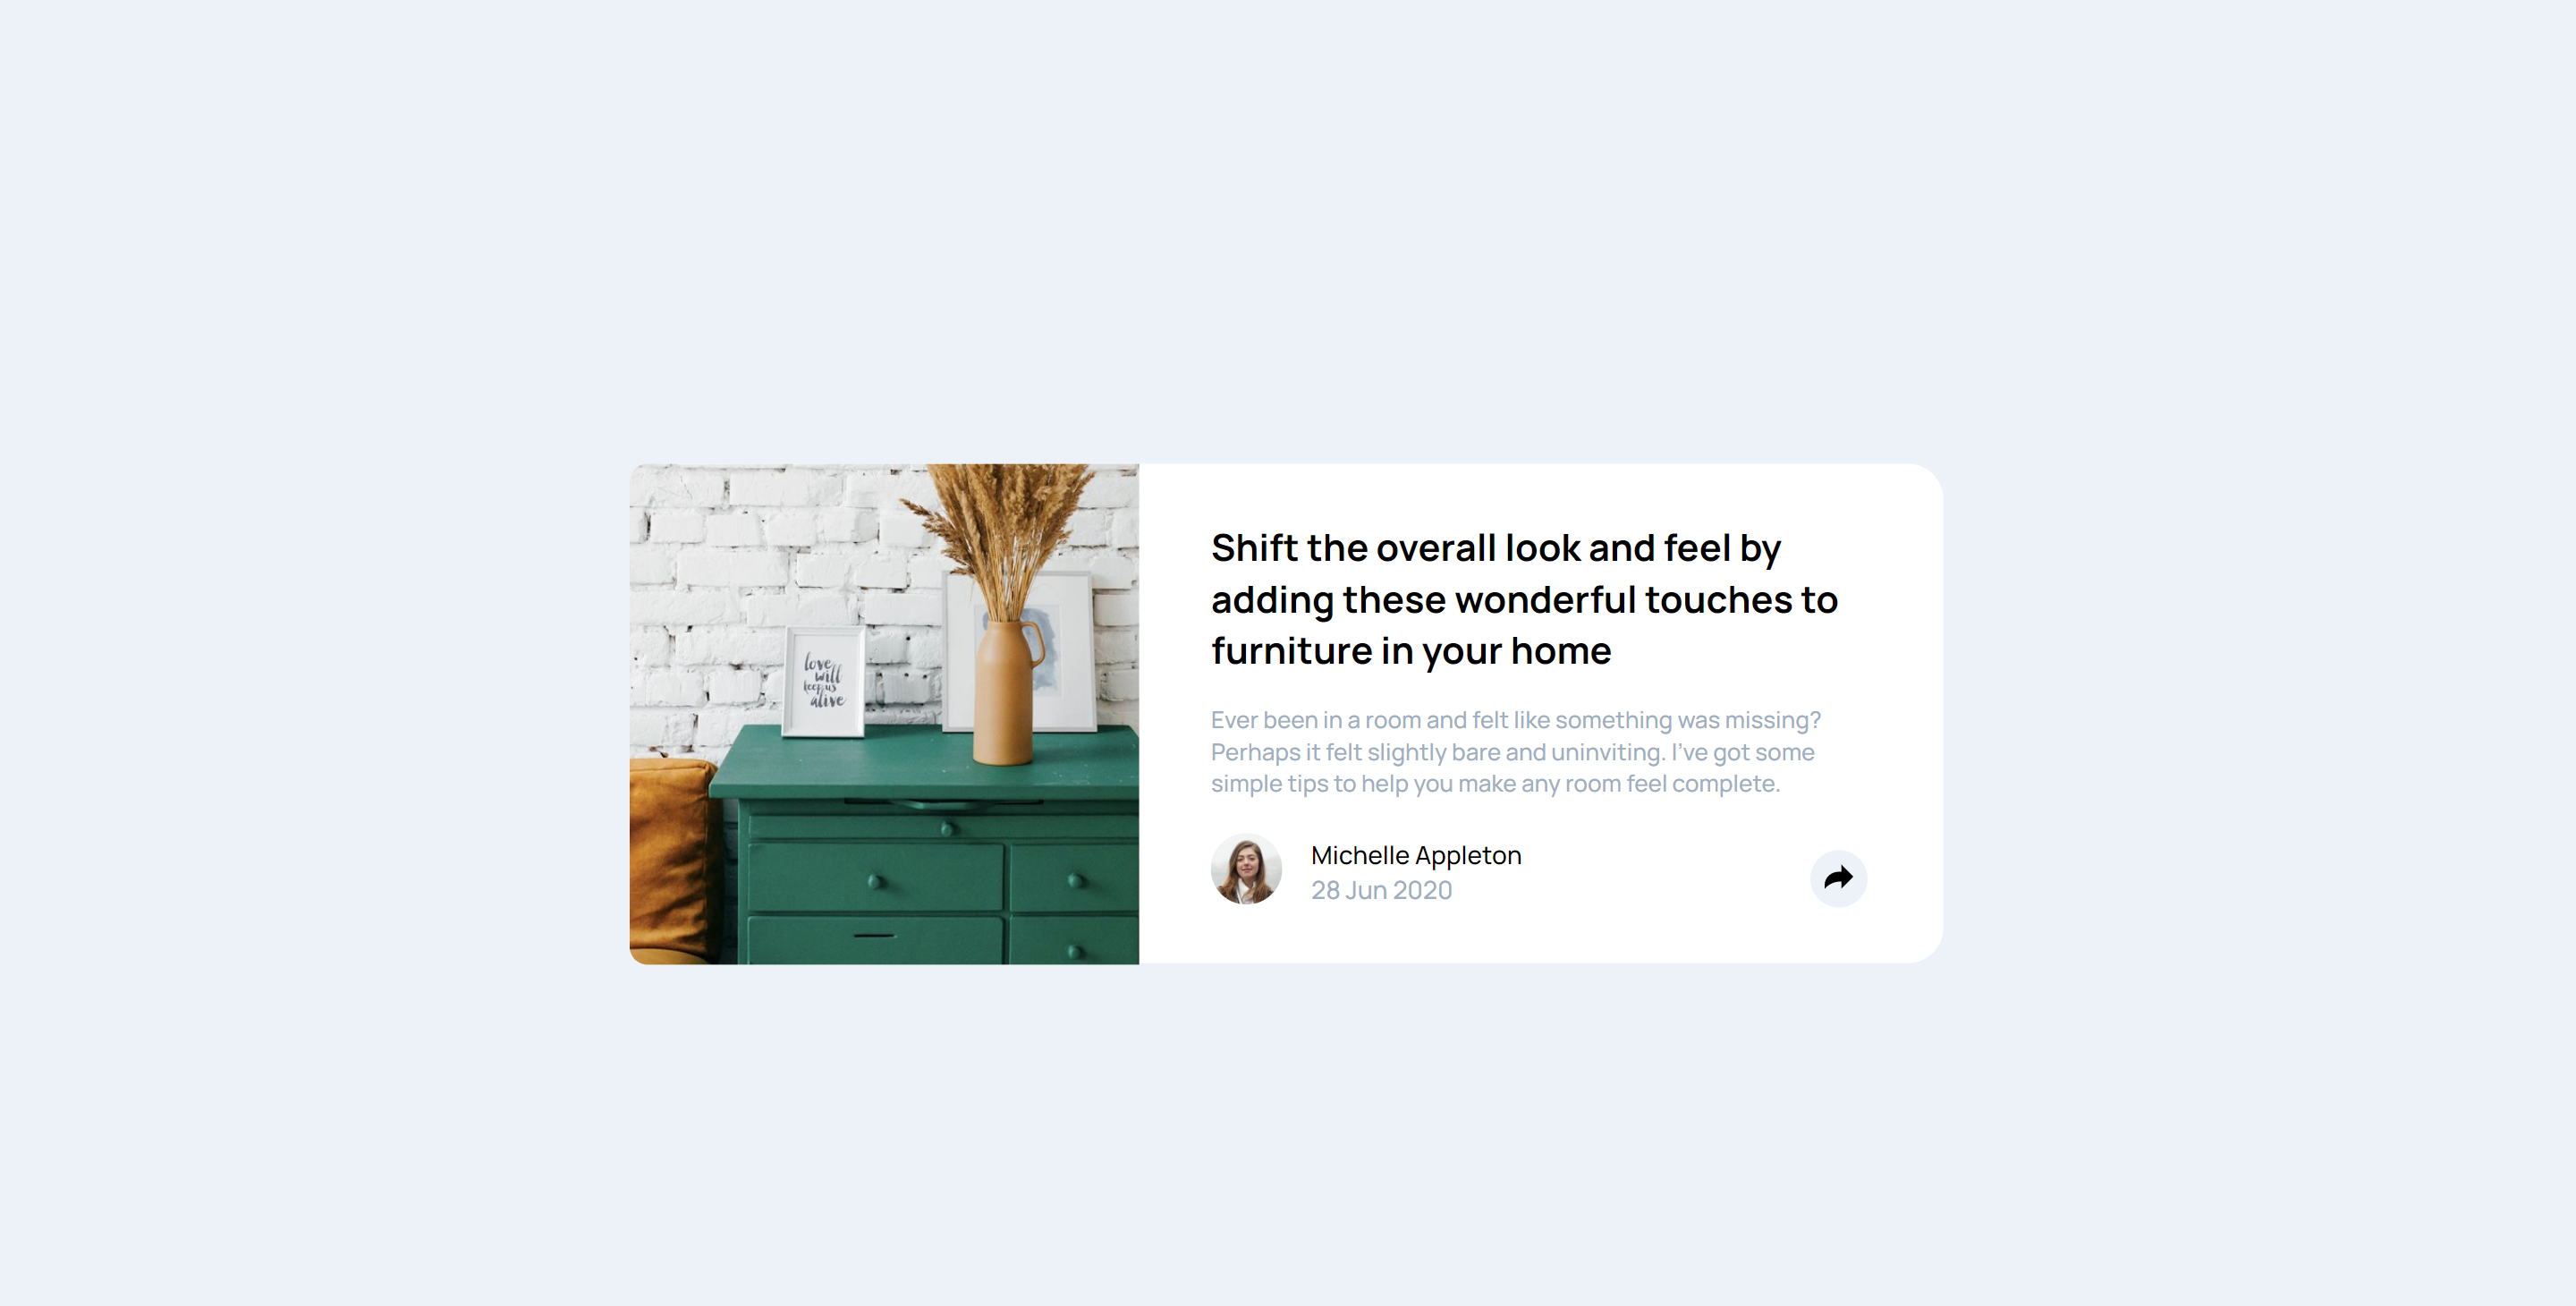 love
will
keep us
alive
Shift the overall look and feel by
adding these wonderful touches to
furniture in your home
Ever been in a room and felt like something was missing?
Perhaps it felt slightly bare and uninviting. I’ve got some
simple tips to help you make any room feel complete.
Michelle Appleton
28 Jun 2020